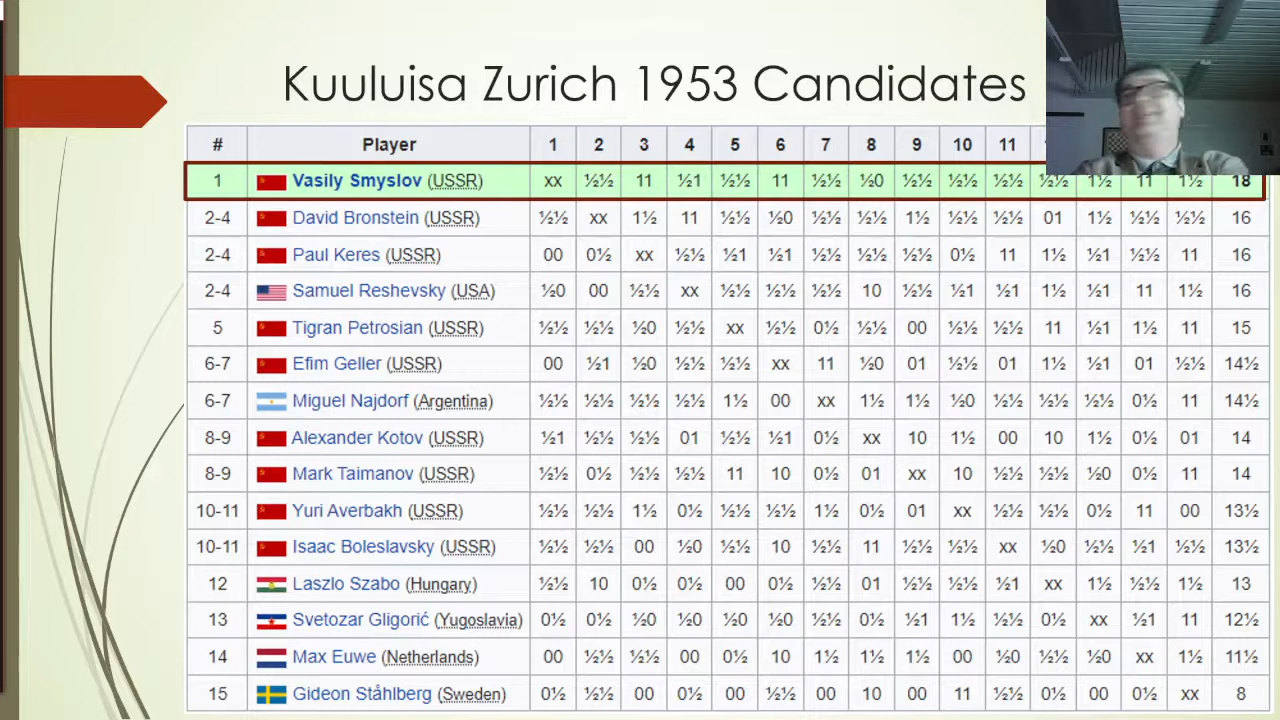 Kuuluisa Zurich 1953 Candidates
# Player 1 2 3 4 5 6 7 8 9 10 11
1 Vasily Smyslov (USSR) xx ½½ 11 ½1 ½½ 11 ½½ ½0 ½½ ½½ ½½ ½½ 1½ 11 1½ 18
2-4 David Bronstein (USSR) ½½ xx 1½ 11 ½½ ½0 ½½ ½½ 1½ ½½ ½½ 01 1½ ½½ ½½ 16
2-4 Paul Keres (USSR) 00 0½ xx ½½ ½1 ½1 ½½ ½½ ½½ 0½ 11 1½ ½1 ½½ 11 16
2-4 Samuel Reshevsky (USA) ½0 00 ½½ xx ½½ ½½ ½½ 10 ½½ ½1 ½1 1½ ½1 11 1½ 16
5 Tigran Petrosian (USSR) ½½ ½½ ½0 ½½ xx ½½ 0½ ½½ 00 ½½ ½½ 11 ½1 1½ 11 15
6-7 Efim Geller (USSR) 00 ½1 ½0 ½½ ½½ xx 11 ½0 01 ½½ 01 1½ ½1 01 ½½ 14½
6-7 Miguel Najdorf (Argentina) ½½ ½½ ½½ ½½ 1½ 00 xx 1½ 1½ ½0 ½½ ½½ ½½ 0½ 11 14½
8-9 Alexander Kotov (USSR) ½1 ½½ ½½ 01 ½½ ½1 0½ xx 10 1½ 00 10 1½ 0½ 01 14
8-9 Mark Taimanov (USSR) ½½ 0½ ½½ ½½ 11 10 0½ 01 xx 10 ½½ ½½ ½0 0½ 11 14
10-11 Yuri Averbakh (USSR) ½½ ½½ 1½ 0½ ½½ ½½ 1½ 0½ 01 xx ½½ ½½ 0½ 11 00 13½
10-11 Isaac Boleslavsky (USSR) ½½ ½½ 00 ½0 ½½ 10 ½½ 11 ½½ ½½ xx ½0 ½½ ½1 ½½ 13½
12 Laszlo Szabo (Hungary) ½½ 10 0½ 0½ 00 0½ ½½ 01 ½½ ½½ ½1 xx 1½ ½½ 1½ 13
13 Svetozar Gligorić (Yugoslavia) 0½ 0½ ½0 ½0 ½0 ½0 ½½ 0½ ½1 1½ ½½ 0½ xx ½1 11 12½
14 Max Euwe (Netherlands) 00 ½½ ½½ 00 0½ 10 1½ 1½ 1½ 00 ½0 ½½ ½0 xx 1½ 11½
15 Gideon Ståhlberg (Sweden) 0½ ½½ 00 0½ 00 ½½ 00 10 00 11 ½½ 0½ 00 0½ xx 8